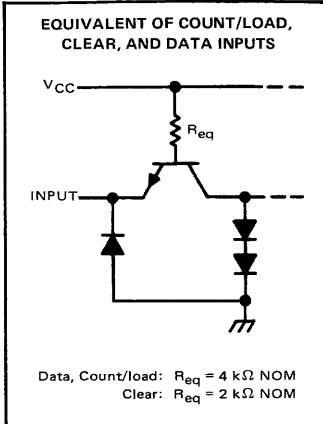 EQUIVALENT OF COUNT/LOAD,
CLEAR, AND DATA INPUTS
VCC
Req
INPUT
Data, Count/load: Req = 4 kΩ NOM
Clear: Req = 2 kΩ NOM